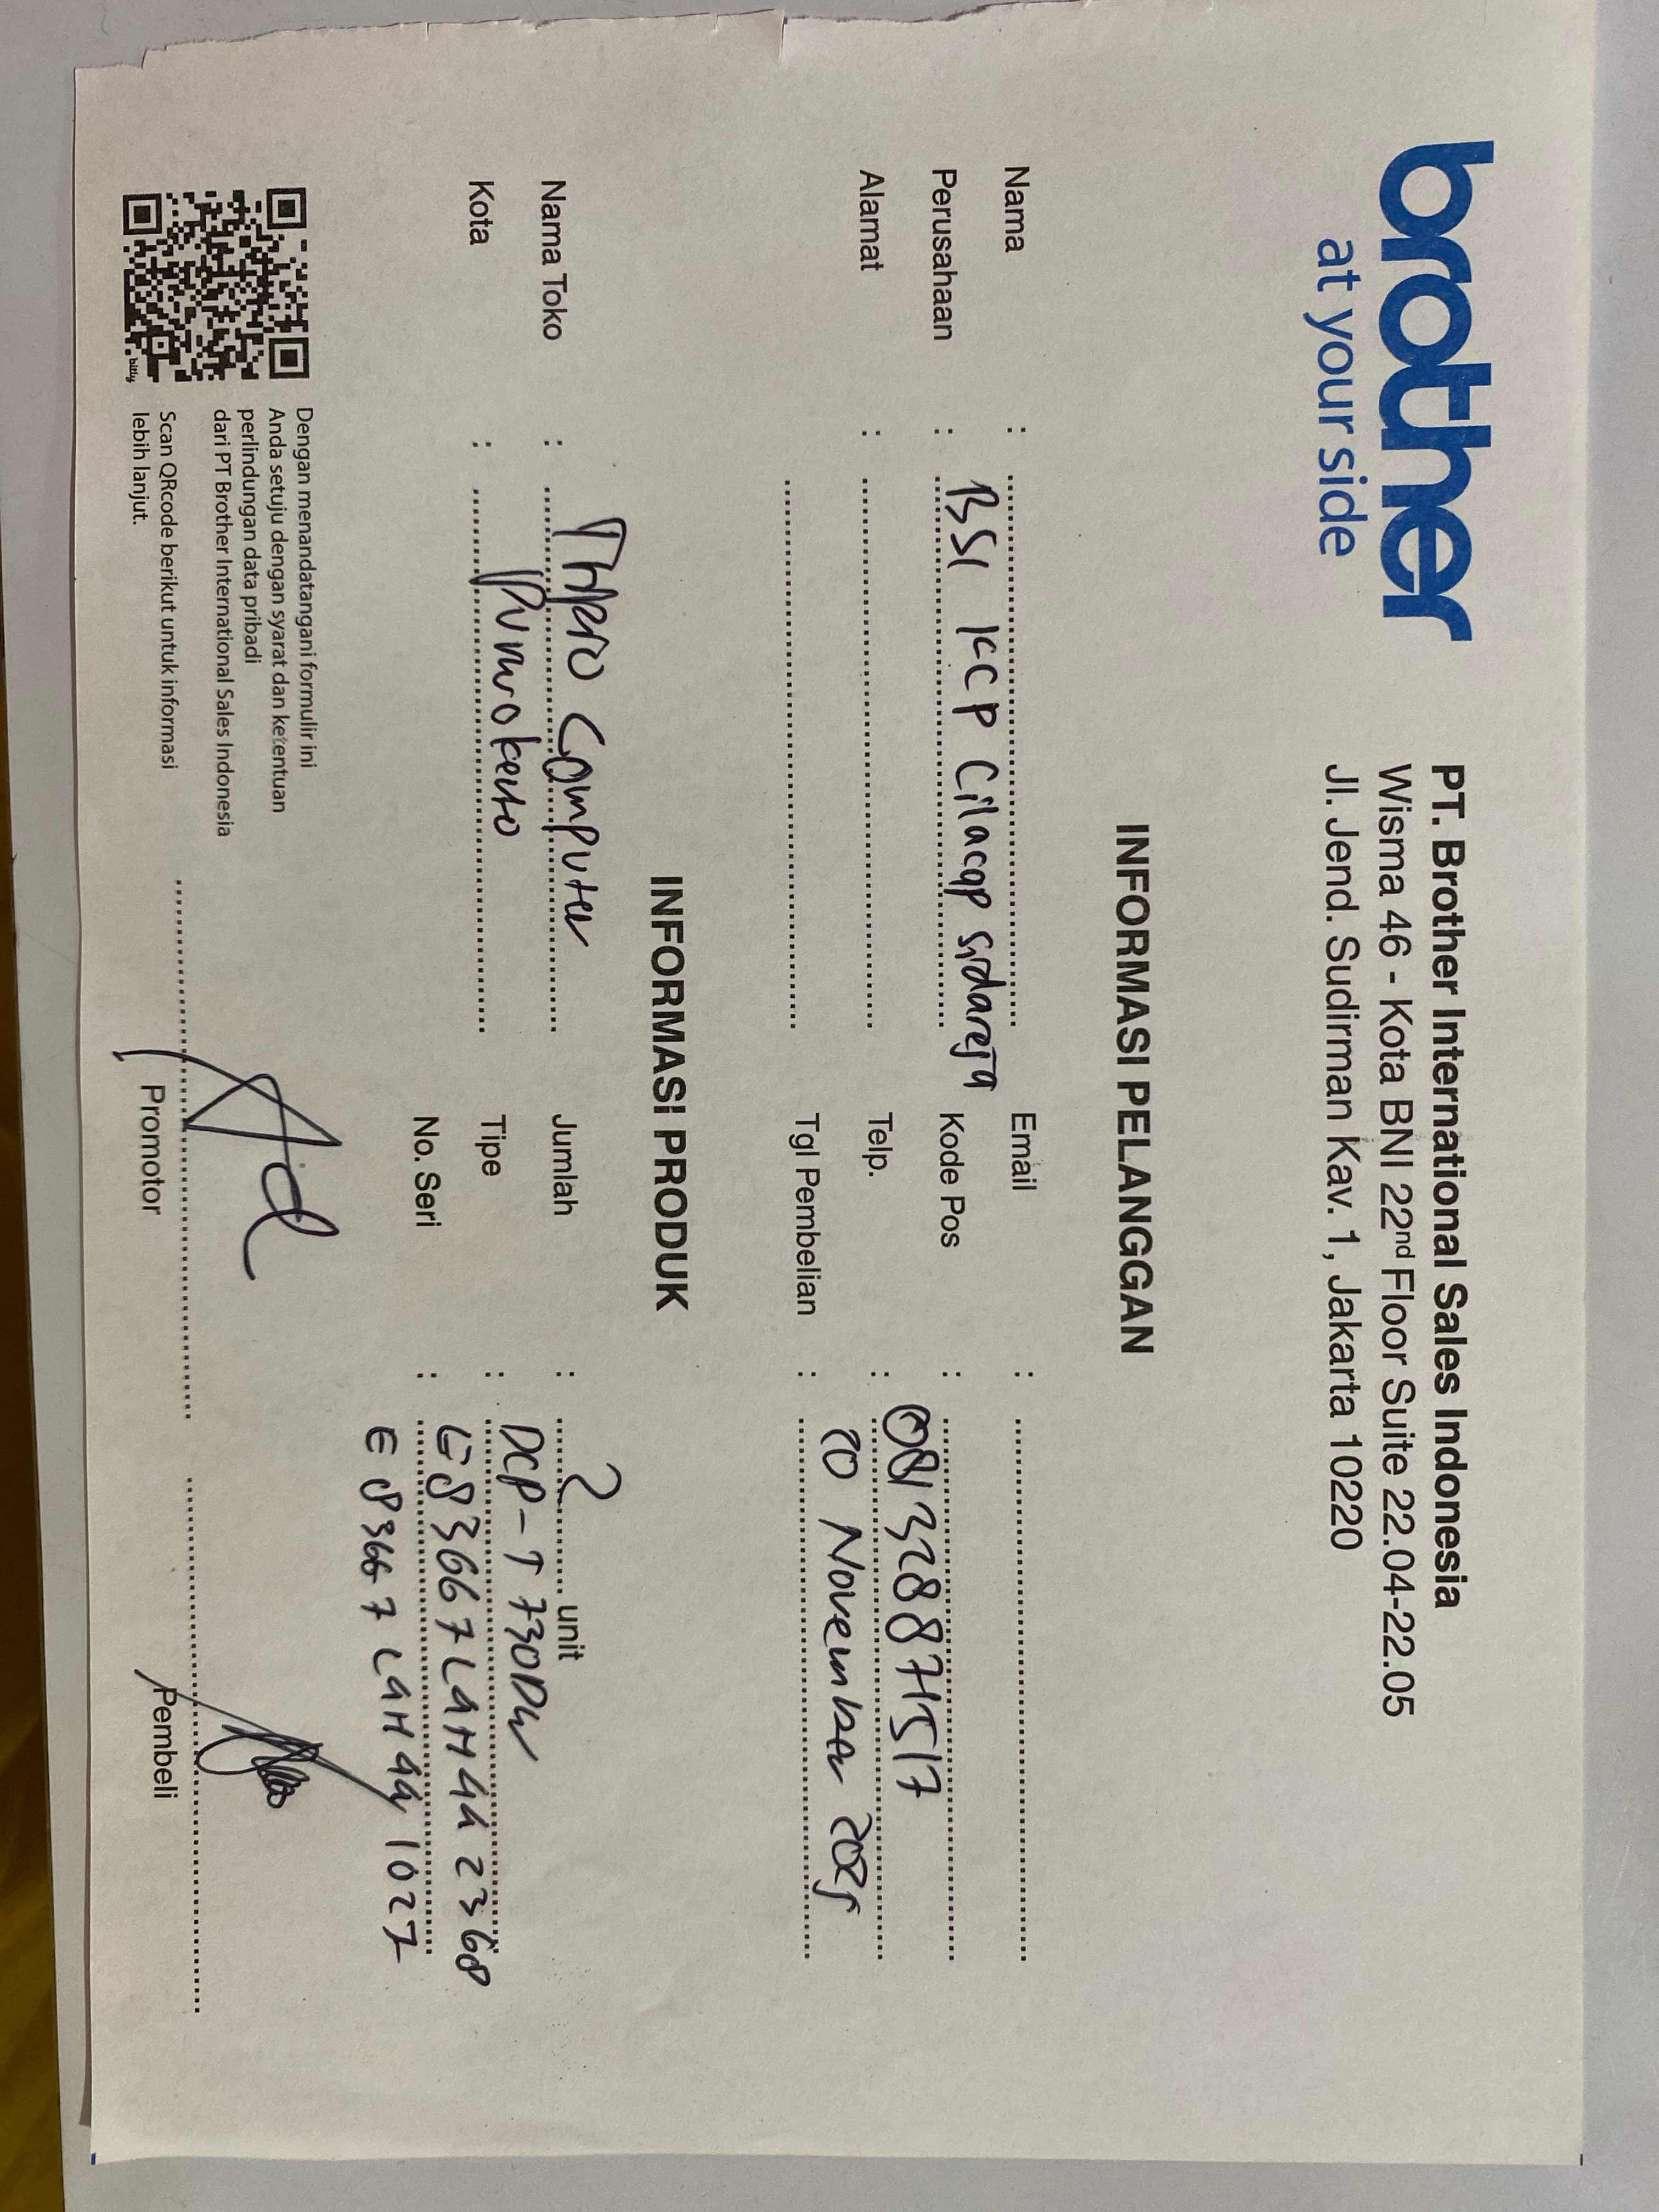 brother
at your side
PT. Brother International Sales Indonesia
Wisma 46 - Kota BNI 22nd Floor Suite 22.04-22.05
Jl. Jend. Sudirman Kav. 1, Jakarta 10220
INFORMASI PELANGGAN
Nama :
Perusahaan : BSI KCP Cilacap sidareja
Alamat :
Email :
Kode Pos :
Telp. : 081328871517
Tgl Pembelian : 20 November 2025
INFORMASI PRODUK
Nama Toko : Thpro Computer
Kota : Purwokerto
Jumlah : 2 unit
Tipe : DCP-T730DW
No. Seri : E83667L4H442368
E83667L4H441027
bitly
Dengan menandatangani formulir ini
Anda setuju dengan syarat dan ketentuan
perlindungan data pribadi
dari PT Brother International Sales Indonesia
Scan QRcode berikut untuk informasi
lebih lanjut.
Promotor
Pembeli